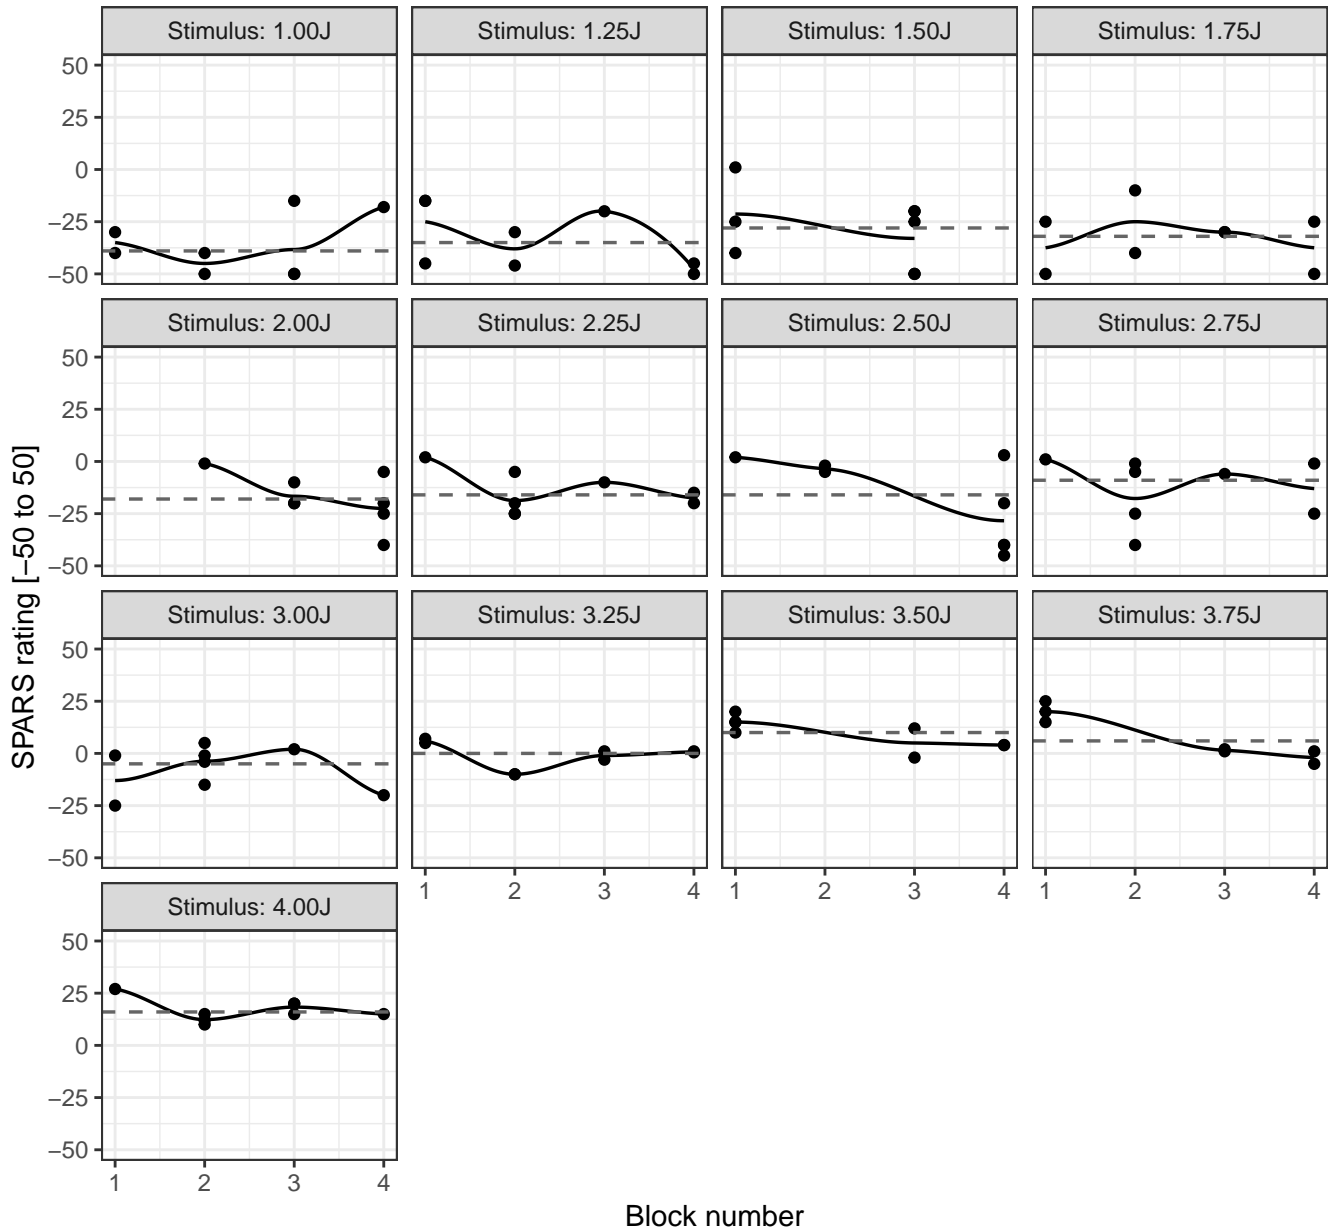 Stimulus: 1.00J
Stimulus: 1.25J
Stimulus: 1.50J
Stimulus: 1.75J
50
25
0
−25
−50
Stimulus: 2.00J
Stimulus: 2.25J
Stimulus: 2.50J
Stimulus: 2.75J
50
25
0
−25
−50
SPARS rating [−50 to 50]
Stimulus: 3.00J
Stimulus: 3.25J
Stimulus: 3.50J
Stimulus: 3.75J
50
25
0
−25
−50
1 2 3 4
1 2 3 4
1 2 3 4
Stimulus: 4.00J
50
25
0
−25
−50
1 2 3 4
Block number